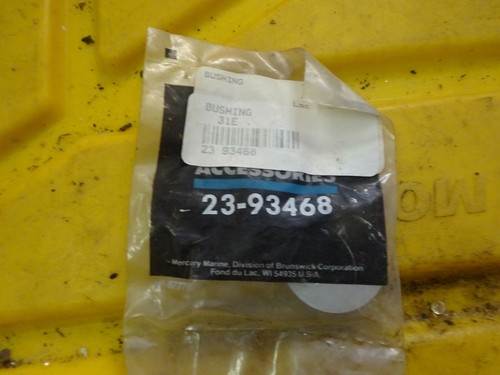 BUSHING
BUSHING
31E
23 93468
ACCESSORIES
23-93468
Mercury Marine, Division of Brunswick Corporation
Fond du Lac, WI 54935 U.S.A.